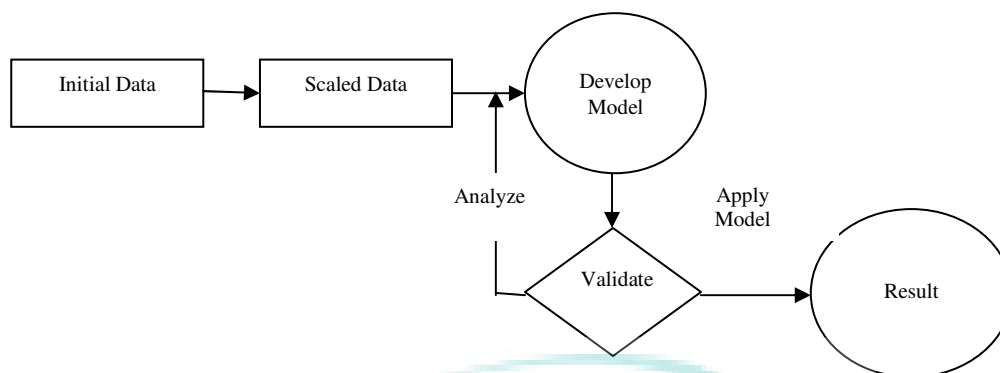 Initial Data
Scaled Data
Develop
Model
Analyze
Apply
Model
Validate
Result